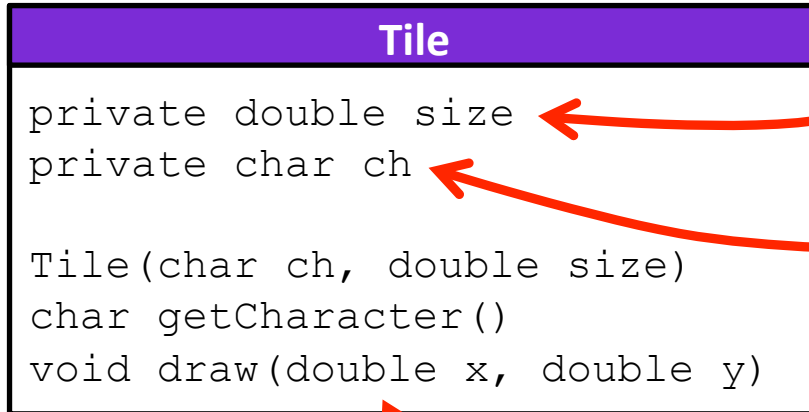 Tile
private double size
private char ch
Tile(char ch, double size)
char getCharacter()
void draw(double x, double y)